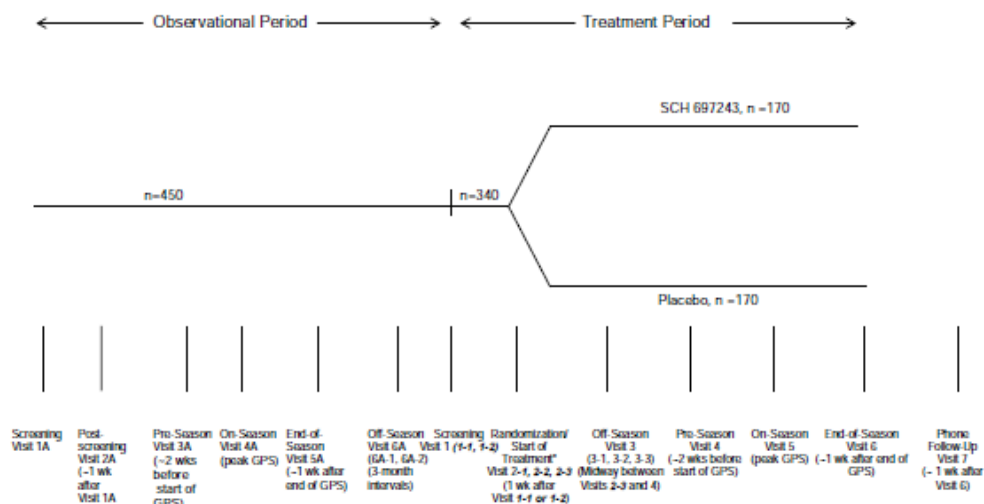 Observational Period
Treatment Period
SCH 697243, n =170
n=450
n=340
Placebo, n =170
Screening
Visit 1A
Post-
screening
Visit 2A
(~1 wk
after
Visit 1A
Pre-Season
Visit 3A
(~2 wks
before
start of
GPS)
On-Season
Visit 4A
(peak GPS)
End-of-
Season
Visit 5A
(~1 wk after
end of GPS)
Off-Season
Visit 6A
(6A-1, 6A-2)
(3-month
intervals)
Screening
Visit 1 (1-1, 1-2)
Randomization/
Start of
Treatment*
Visit 2-1, 2-2, 2-3
(1 wk after
Visit 1-1 or 1-2)
Off-Season
Visit 3
(3-1, 3-2, 3-3)
(Midway between
Visits 2-3 and 4)
Pre-Season
Visit 4
(~2 wks before
start of GPS)
On-Season
Visit 5
(peak GPS)
End-of-Season
Visit 6
(~1 wk after end of
GPS)
Phone
Follow-Up
Visit 7
(~ 1 wk after
Visit 6)